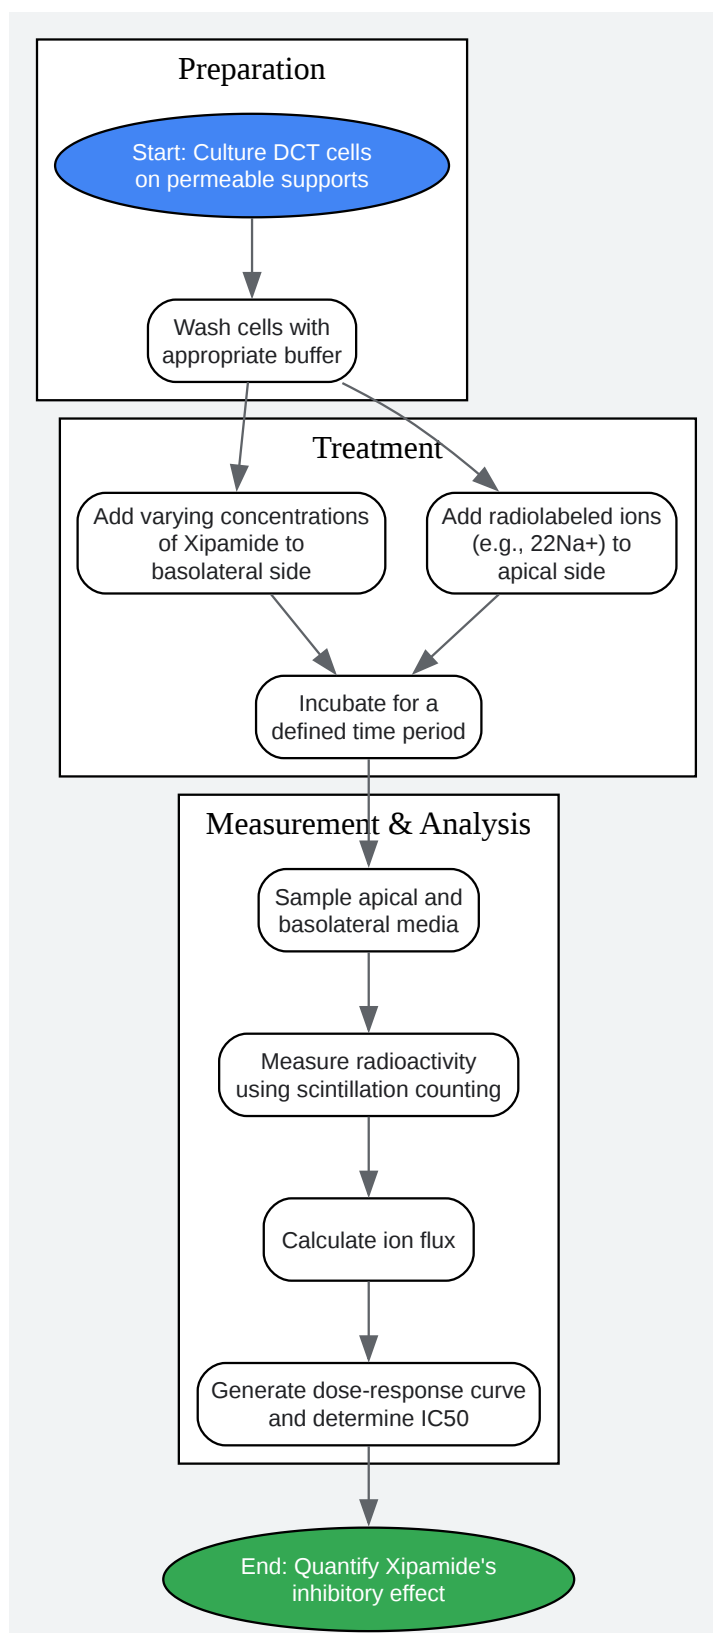 Preparation
Start: Culture DCT cells
on permeable supports
Wash cells with
appropriate buffer
Treatment
Add varying concentrations
of Xipamide to
basolateral side
Add radiolabeled ions
(e.g., 22Na+) to
apical side
Incubate for a
defined time period
Measurement & Analysis
Sample apical and
basolateral media
Measure radioactivity
using scintillation counting
Calculate ion flux
Generate dose-response curve
and determine IC50
End: Quantify Xipamide's
inhibitory effect